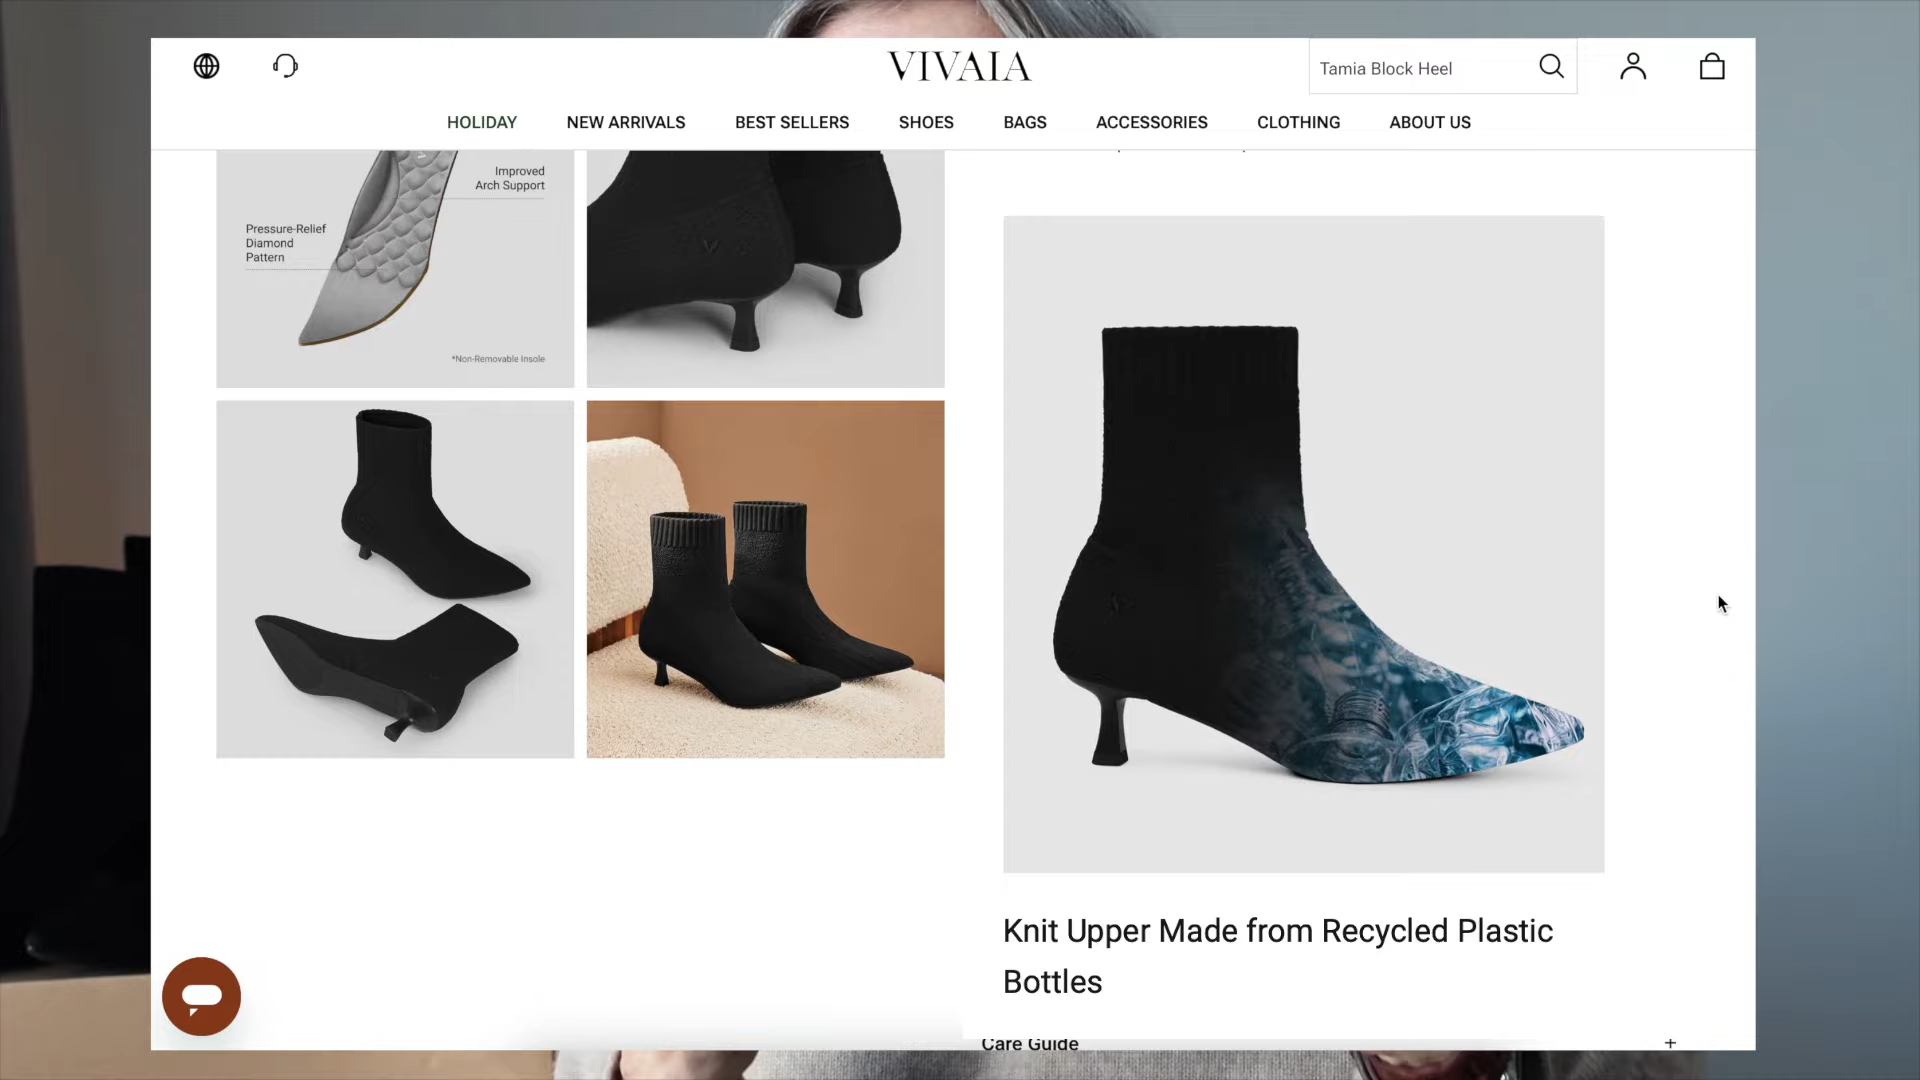 VIVAIA
Tamia Block Heel
HOLIDAY
NEW ARRIVALS
BEST SELLERS
SHOES
BAGS
ACCESSORIES
CLOTHING
ABOUT US
Improved
Arch Support
Pressure-Relief
Diamond
Pattern
*Non-Removable Insole
Knit Upper Made from Recycled Plastic
Bottles
Care Guide
+